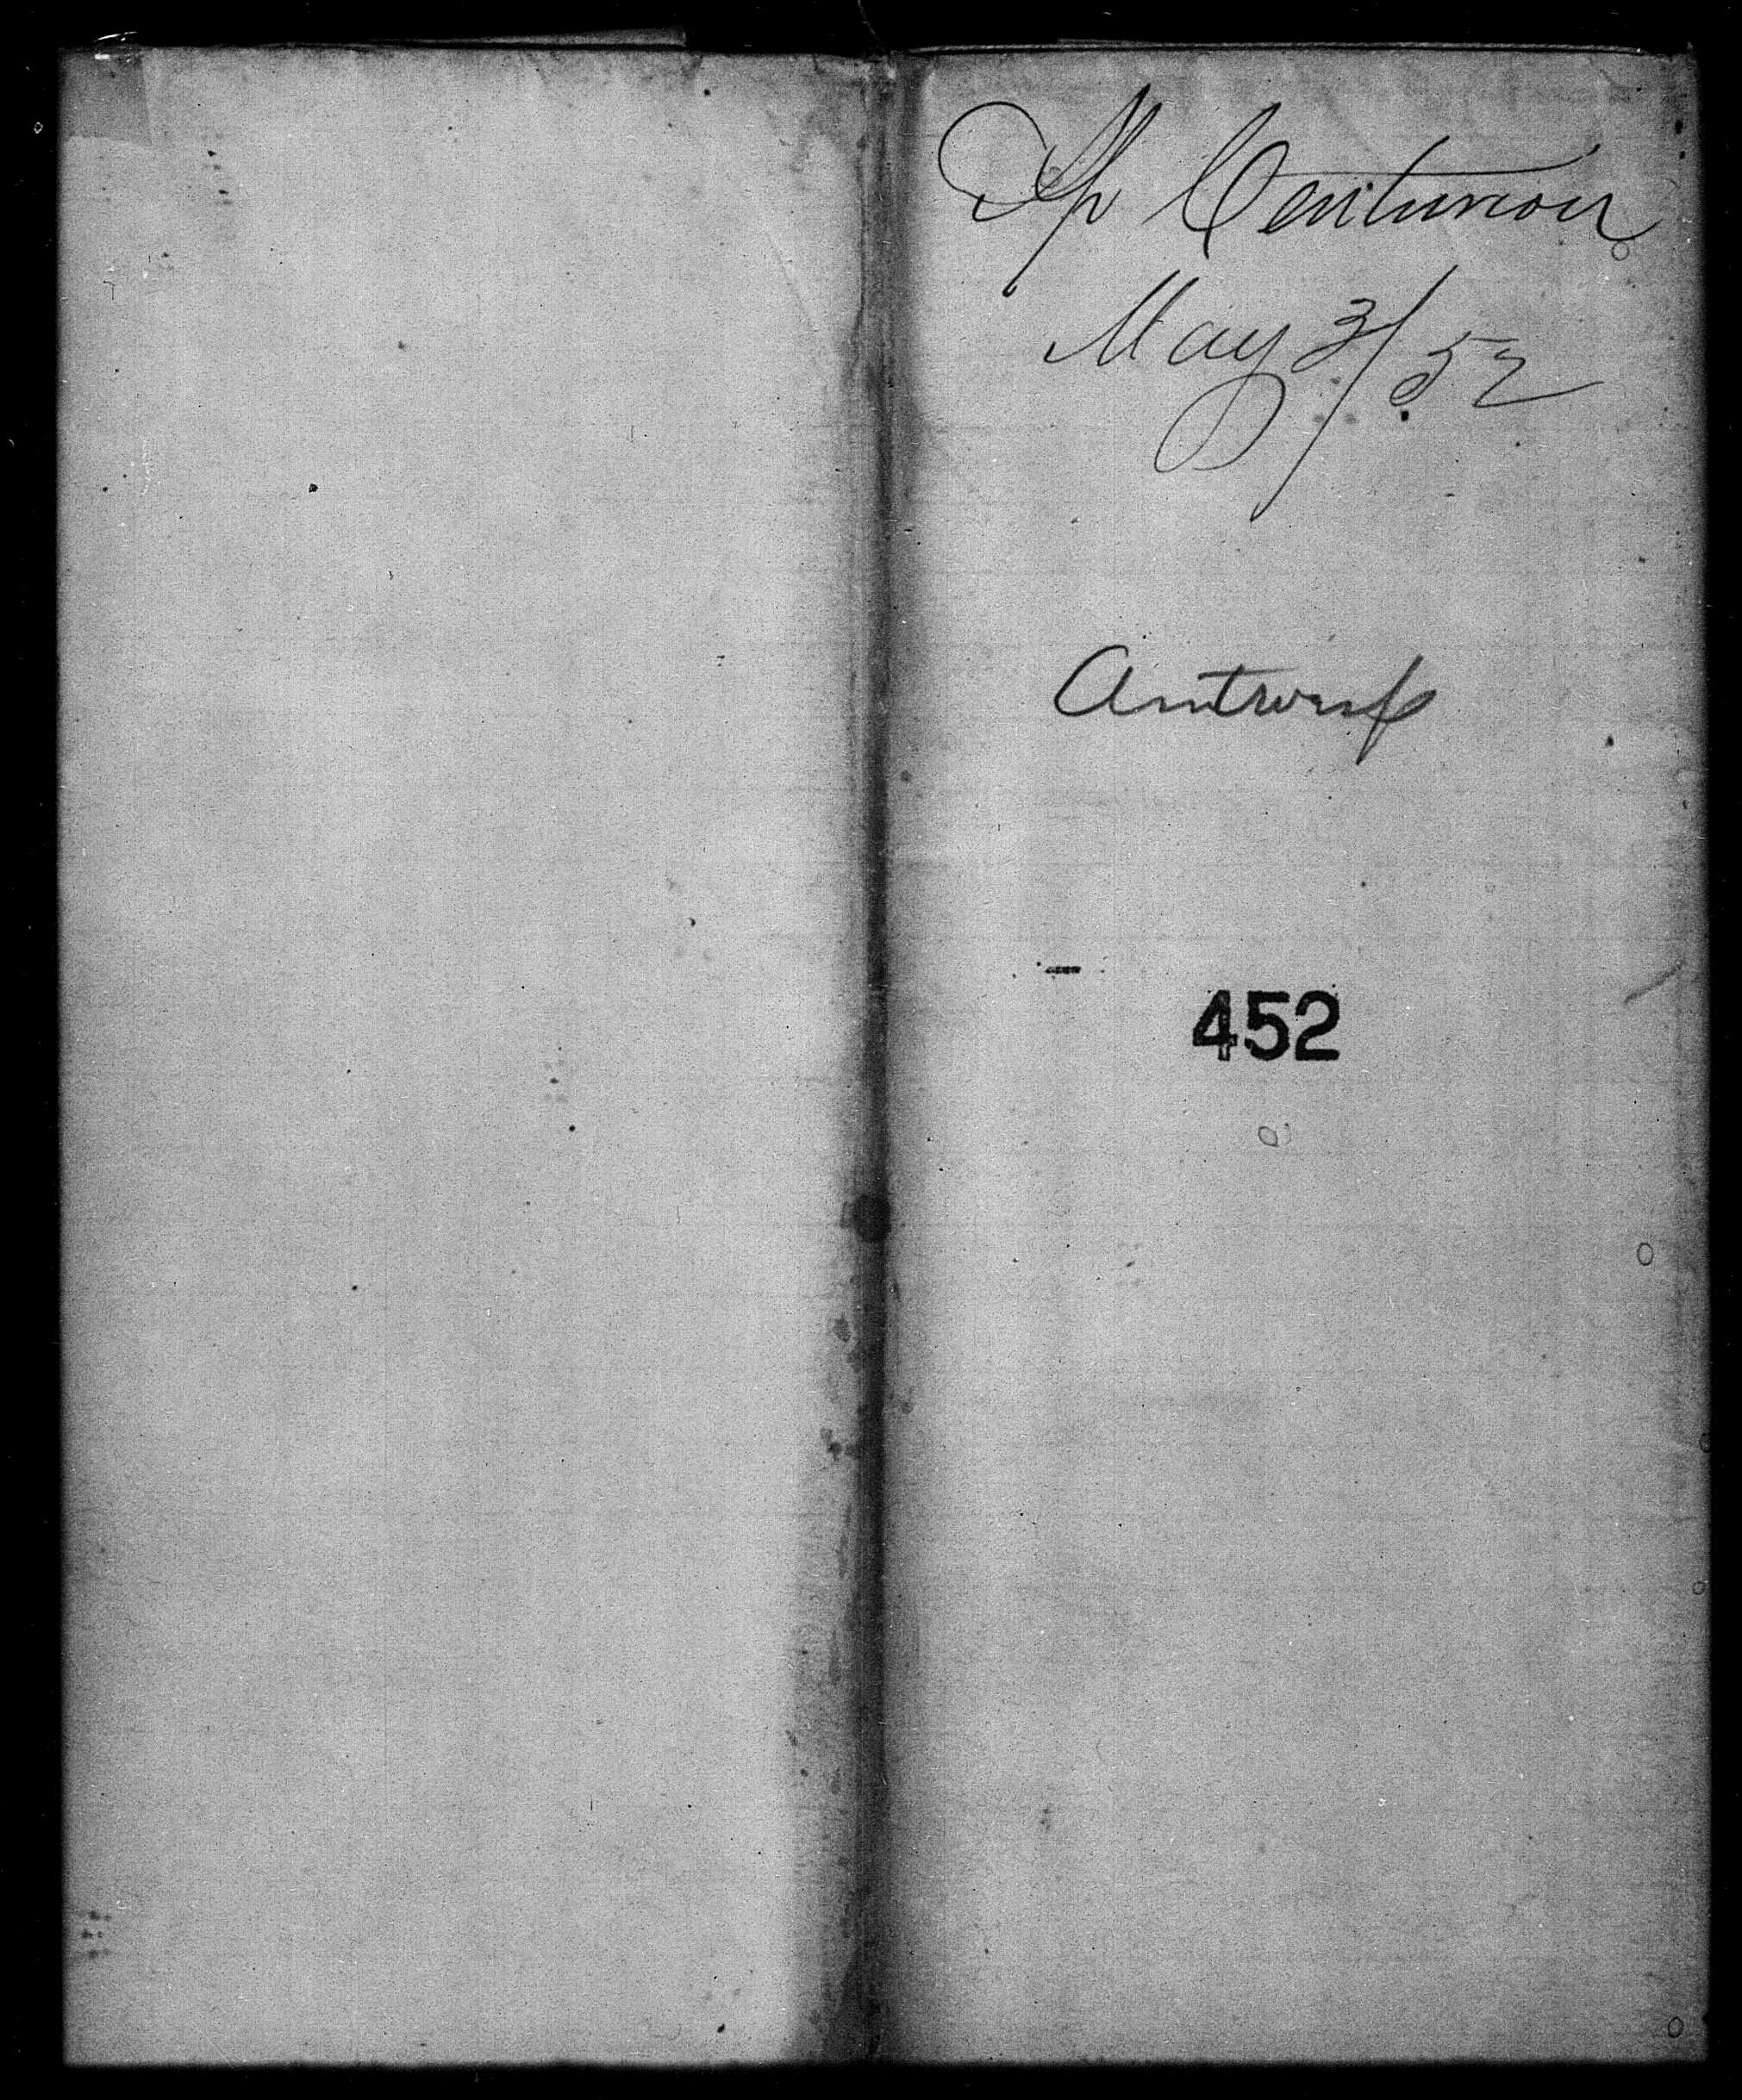 Sp Centurion
May 3/52
Antwerp
452